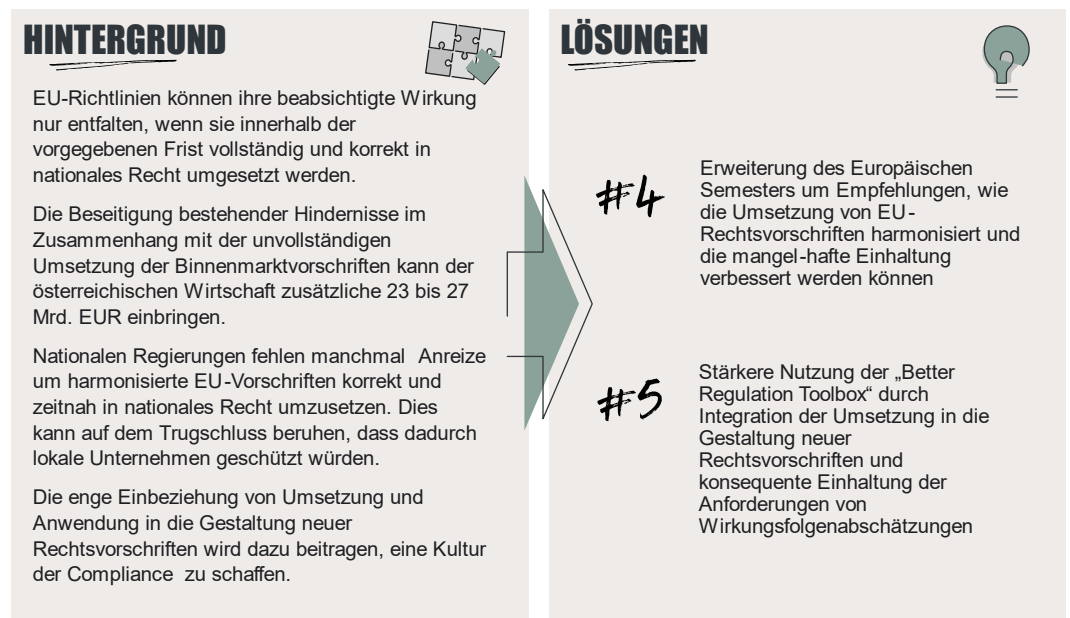 HINTERGRUND
EU-Richtlinien können ihre beabsichtigte Wirkung
nur entfalten, wenn sie innerhalb der
vorgegebenen Frist vollständig und korrekt in
nationales Recht umgesetzt werden.
Die Beseitigung bestehender Hindernisse im
Zusammenhang mit der unvollständigen
Umsetzung der Binnenmarktvorschriften kann der
österreichischen Wirtschaft zusätzliche 23 bis 27
Mrd. EUR einbringen.
Nationalen Regierungen fehlen manchmal Anreize
um harmonisierte EU-Vorschriften korrekt und
zeitnah in nationales Recht umzusetzen. Dies
kann auf dem Trugschluss beruhen, dass dadurch
lokale Unternehmen geschützt würden.
Die enge Einbeziehung von Umsetzung und
Anwendung in die Gestaltung neuer
Rechtsvorschriften wird dazu beitragen, eine Kultur
der Compliance zu schaffen.
LÖSUNGEN
#4
Erweiterung des Europäischen
Semesters um Empfehlungen, wie
die Umsetzung von EU-
Rechtsvorschriften harmonisiert und
die mangel-hafte Einhaltung
verbessert werden können
#5
Stärkere Nutzung der „Better
Regulation Toolbox“ durch
Integration der Umsetzung in die
Gestaltung neuer
Rechtsvorschriften und
konsequente Einhaltung der
Anforderungen von
Wirkungsfolgenabschätzungen